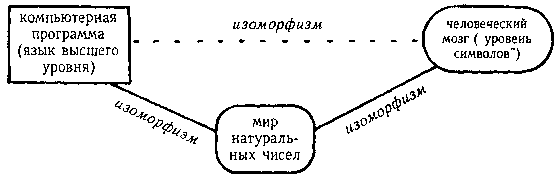 компьютерная
программа
(язык высшего
уровня)
изоморфизм
человеческий
мозг ( уровень
символов")
изоморфизм
мир
натураль-
ных чисел
изоморфизм